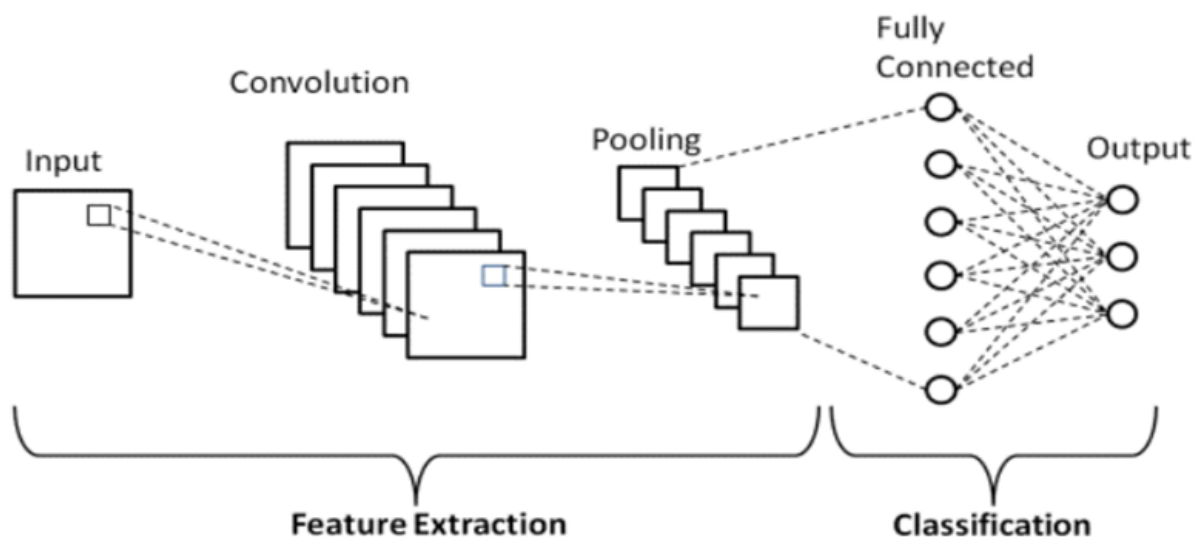 Input
Convolution
Pooling
Fully
Connected
Output
Feature Extraction
Classification